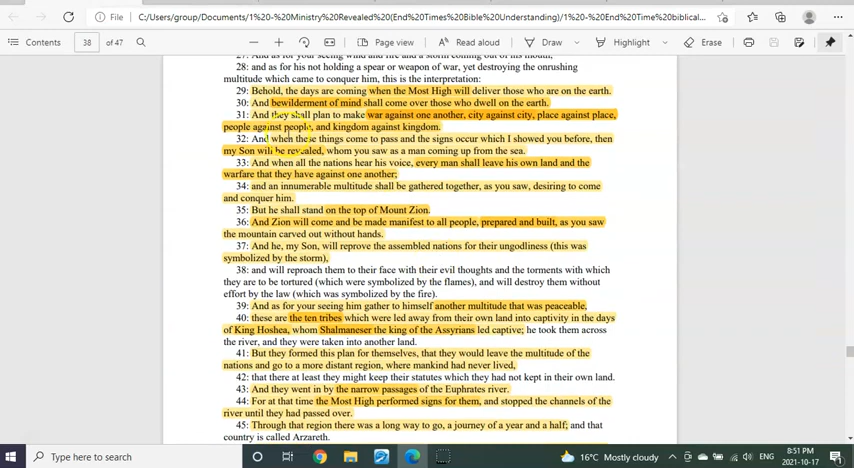 File | C:/Users/group/Documents/1%20-%20Ministry%20Revealed(End%20Times%20Bible%20Understanding)/1%20-%20End%20Time%20biblical...
Contents 38 of 47 Page view Read aloud Draw Highlight Erase
28: and as for his not holding a spear or weapon of war, yet destroying the onrushing
multitude which came to conquer him, this is the interpretation:
29: Behold, the days are coming when the Most High will deliver those who are on the earth.
30: And bewilderment of mind shall come over those who dwell on the earth.
31: And they shall plan to make war against one another, city against city, place against place,
people against people, and kingdom against kingdom.
32: And when these things come to pass and the signs occur which I showed you before, then
my Son will be revealed, whom you saw as a man coming up from the sea.
33: And when all the nations hear his voice, every man shall leave his own land and the
warfare that they have against one another;
34: and an innumerable multitude shall be gathered together, as you saw, desiring to come
and conquer him.
35: But he shall stand on the top of Mount Zion.
36: And Zion will come and be made manifest to all people, prepared and built, as you saw
the mountain carved out without hands.
37: And he, my Son, will reprove the assembled nations for their ungodliness (this was
symbolized by the storm),
38: and will reproach them to their face with their evil thoughts and the torments with which
they are to be tortured (which were symbolized by the flames), and will destroy them without
effort by the law (which was symbolized by the fire).
39: And as for your seeing him gather to himself another multitude that was peaceable,
40: these are the ten tribes which were led away from their own land into captivity in the days
of King Hoshea, whom Shalmaneser the king of the Assyrians led captive; he took them across
the river, and they were taken into another land.
41: But they formed this plan for themselves, that they would leave the multitude of the
nations and go to a more distant region, where mankind had never lived,
42: that there at least they might keep their statutes which they had not kept in their own land.
43: And they went in by the narrow passages of the Euphrates river.
44: For at that time the Most High performed signs for them, and stopped the channels of the
river until they had passed over.
45: Through that region there was a long way to go, a journey of a year and a half; and that
country is called Arzareth.
Type here to search 16°C Mostly cloudy ENG 8:51 PM 2021-10-17